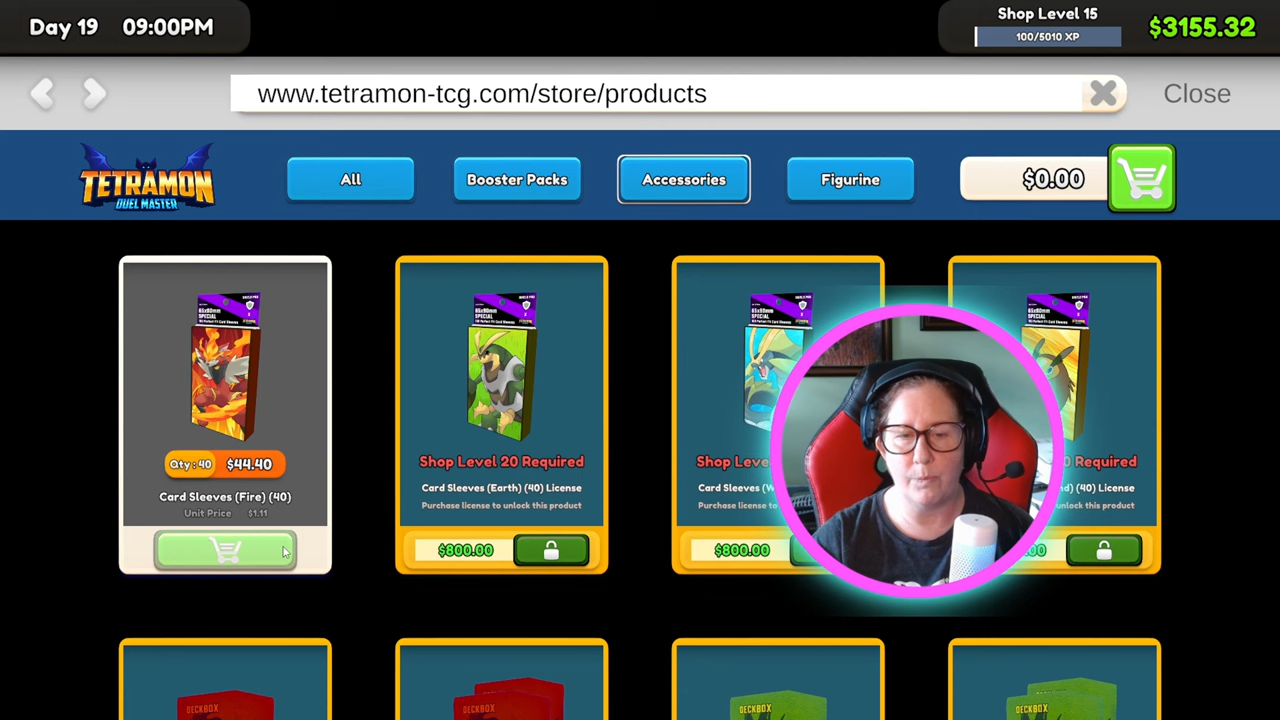 Day 19 09:00PM
Shop Level 15
100/5010 XP
$3155.32
www.tetramon-tcg.com/store/products
Close
TETRAMON
DUEL MASTER
All
Booster Packs
Accessories
Figurine
$0.00
Qty : 40 $44.40
Card Sleeves (Fire) (40)
Unit Price $1.11
Shop Level 20 Required
Card Sleeves (Earth) (40) License
Purchase license to unlock this product
$800.00
Shop
Card Sleeves
Purchase license
$800.00
Required
(40) License
to unlock this product
DECKBOX
DECKBOX
DECKBOX
DECKBOX